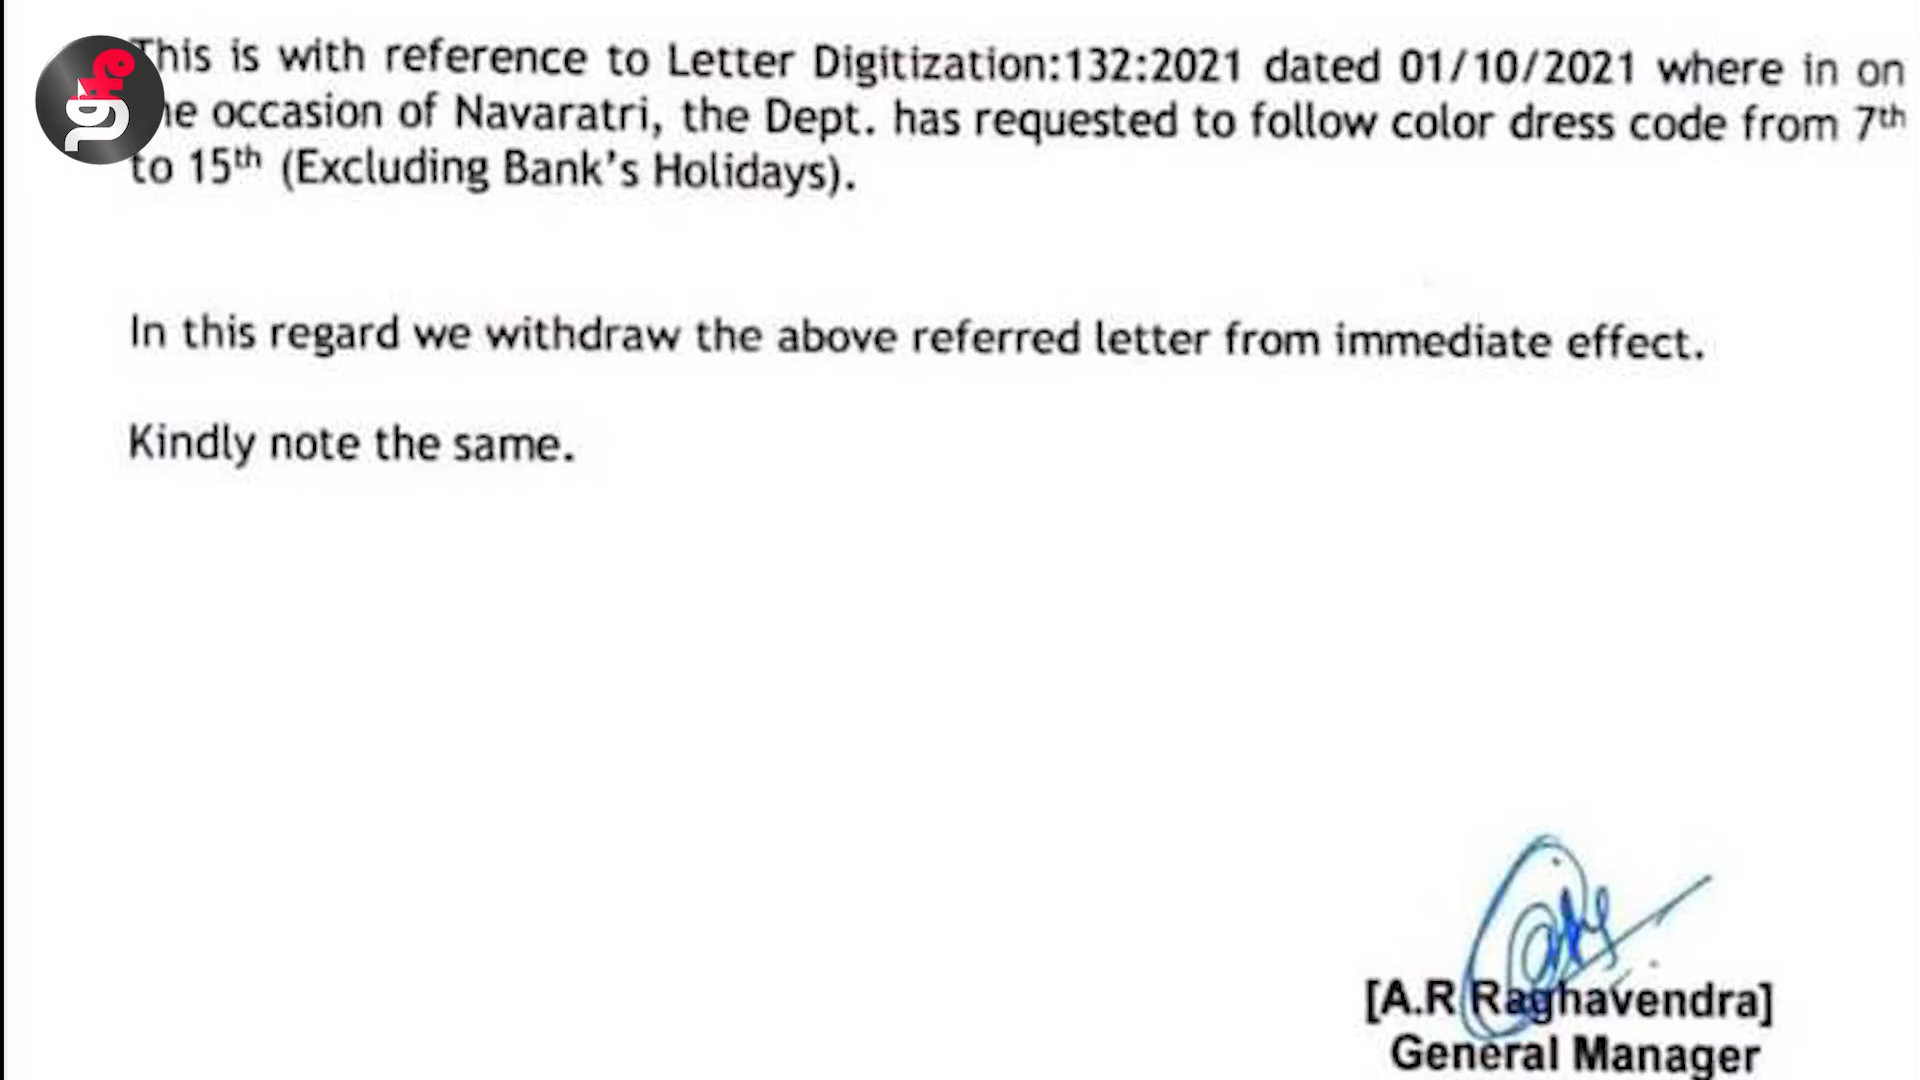 This is with reference to Letter Digitization:132:2021 dated 01/10/2021 where in on
the occasion of Navaratri, the Dept. has requested to follow color dress code from 7th
to 15th (Excluding Bank's Holidays).
In this regard we withdraw the above referred letter from immediate effect.
Kindly note the same.
[A.R Raghavendra]
General Manager